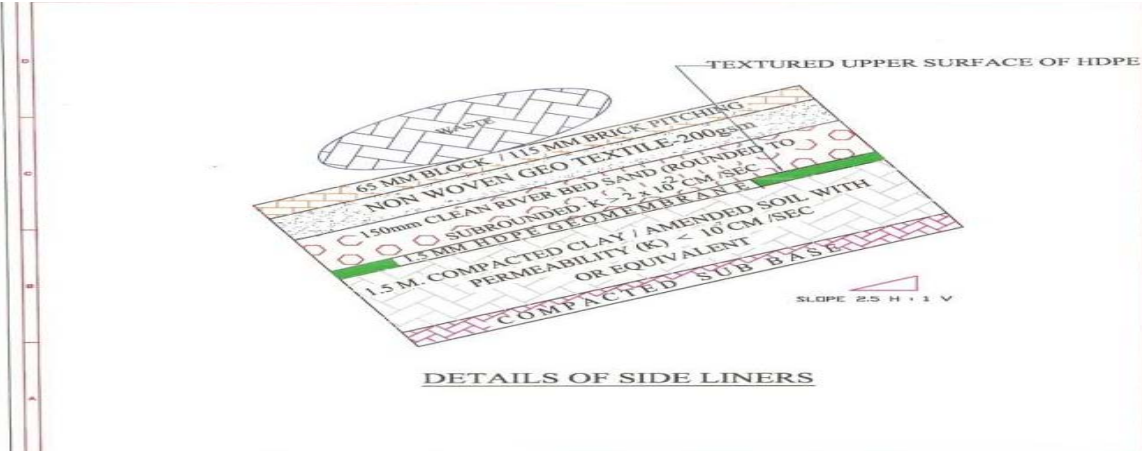 TEXTURED UPPER SURFACE OF HDPE
WASTE
65 MM BLOCK / 115 MM BRICK PITCHING
NON WOVEN GEO TEXTILE-200gsm
150mm CLEAN RIVER BED SAND (ROUNDED TO
SUBROUNDED- K > 2 x 10 CM /SEC
1.5 MM HDPE GEOMEMBRANE
1.5 M. COMPACTED CLAY / AMENDED SOIL WITH
PERMEABILITY (K) < 10 CM /SEC
OR EQUIVALENT
COMPACTED SUB BASE
SLOPE 2.5 H : 1 V
DETAILS OF SIDE LINERS
D
C
B
A